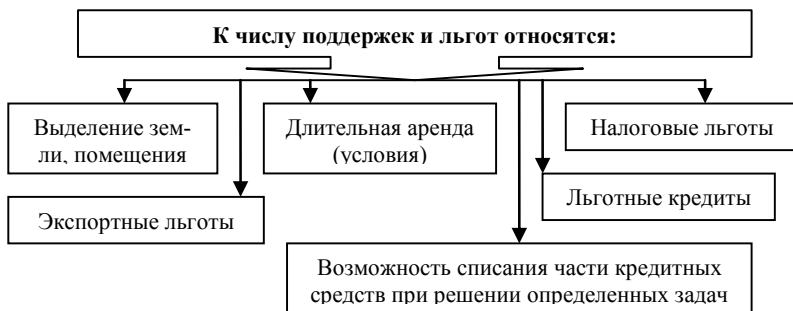 К числу поддержек и льгот относятся:
Выделение зем-
ли, помещения
Длительная аренда
(условия)
Налоговые льготы
Экспортные льготы
Льготные кредиты
Возможность списания части кредитных
средств при решении определенных задач